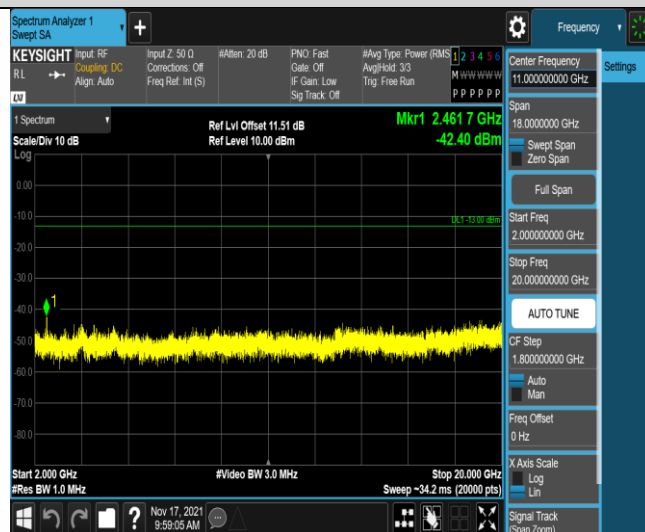 Spectrum Analyzer 1
Swept SA
+
Frequency
KEYSIGHT
RL
LXI
Input: RF
Coupling: DC
Align: Auto
Input Z: 50 Ω
Corrections: Off
Freq Ref: Int (S)
#Atten: 20 dB
PNO: Fast
Gate: Off
IF Gain: Low
Sig Track: Off
#Avg Type: Power (RMS
Avg|Hold: 3/3
Trig: Free Run
1 2 3 4 5 6
M W W W W W
P P P P P P
1 Spectrum
Scale/Div 10 dB
Ref Lvl Offset 11.51 dB
Ref Level 10.00 dBm
Mkr1 2.461 7 GHz
-42.40 dBm
Log
0.00
-10.0
-20.0
-30.0
-40.0
-50.0
-60.0
-70.0
-80.0
DL1 -13.00 dBm
1
Start 2.000 GHz
#Res BW 1.0 MHz
#Video BW 3.0 MHz
Stop 20.000 GHz
Sweep ~34.2 ms (20000 pts)
Center Frequency
11.000000000 GHz
Settings
Span
18.0000000 GHz
Swept Span
Zero Span
Full Span
Start Freq
2.000000000 GHz
Stop Freq
20.000000000 GHz
AUTO TUNE
CF Step
1.800000000 GHz
Auto
Man
Freq Offset
0 Hz
X Axis Scale
Log
Lin
Signal Track
(Span Zoom)
?
Nov 17, 2021
9:59:05 AM